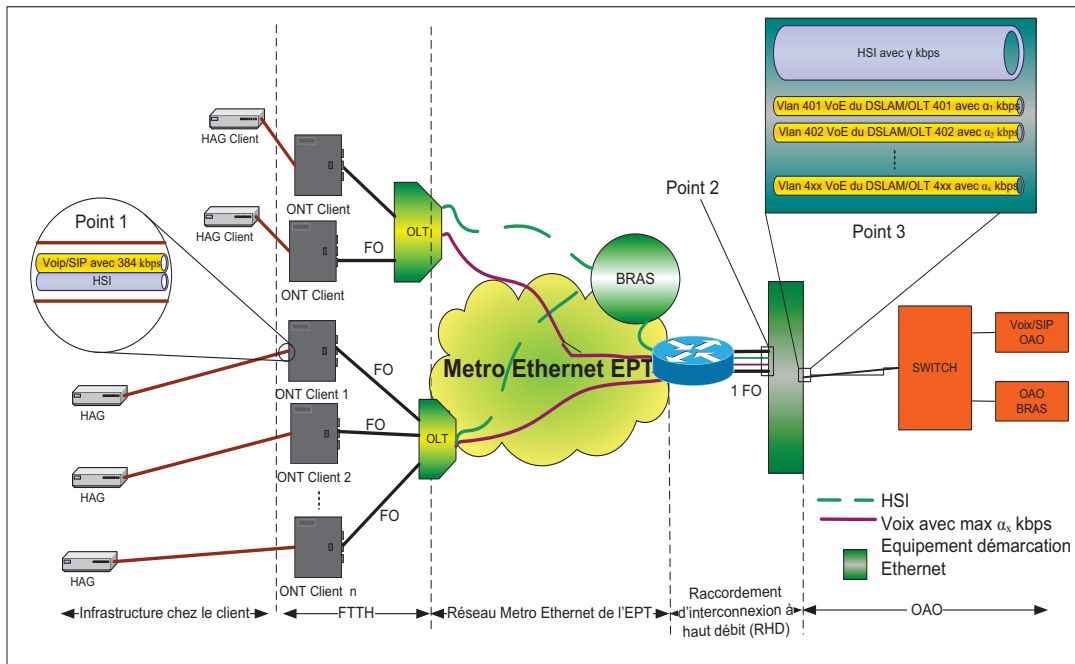 HSI avec γ kbps
Vlan 401 VoE du DSLAM/OLT 401 avec α1 kbps
Vlan 402 VoE du DSLAM/OLT 402 avec α2 kbps
Vlan 4xx VoE du DSLAM/OLT 4xx avec αx kbps
HAG Client
ONT Client
HAG Client
ONT Client
FO
OLT
Point 1
Voip/SIP avec 384 kbps
HSI
Point 2
Point 3
BRAS
Metro Ethernet EPT
1 FO
SWITCH
Voix/SIP
OAO
OAO
BRAS
HAG
ONT Client 1
FO
FO
OLT
HAG
ONT Client 2
FO
HAG
ONT Client n
HSI
Voix avec max αx kbps
Equipement démarcation
Ethernet
Infrastructure chez le client
FTTH
Réseau Metro Ethernet de l'EPT
Raccordement
d'interconnexion à
haut débit (RHD)
OAO